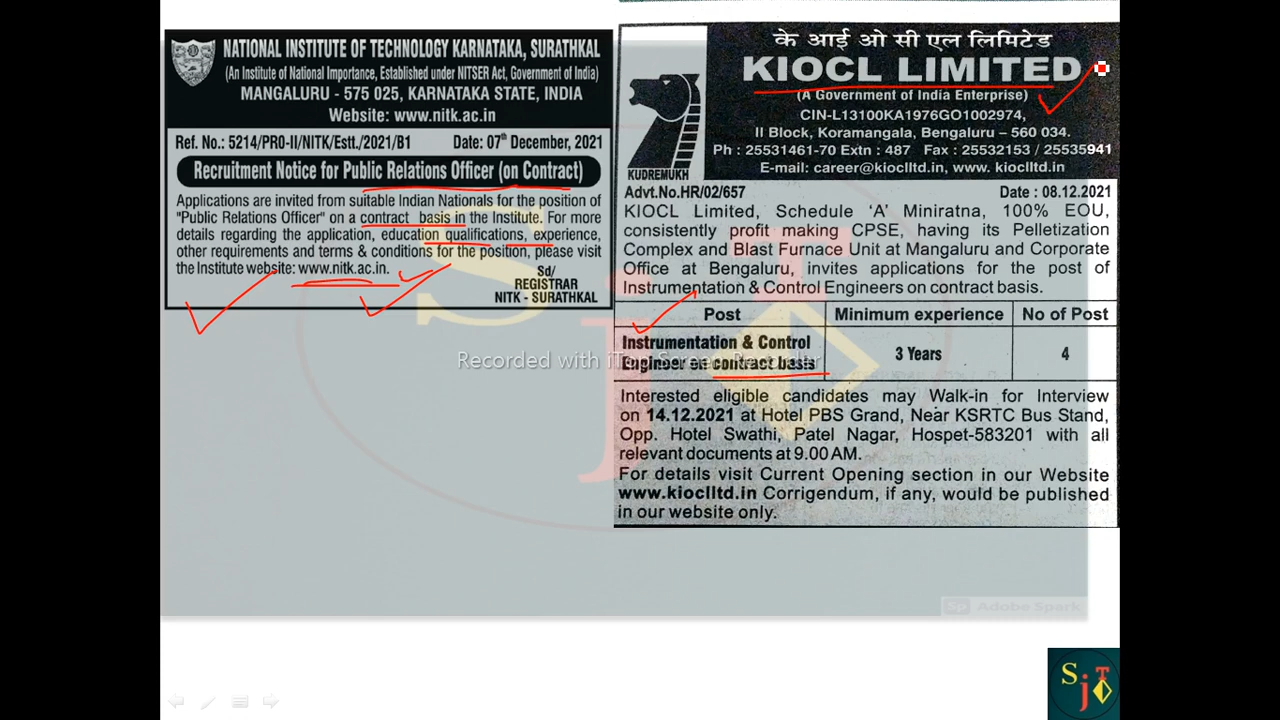 NATIONAL INSTITUTE OF TECHNOLOGY KARNATAKA, SURATHKAL
(An Institute of National Importance, Established under NITSER Act, Government of India)
MANGALURU - 575 025, KARNATAKA STATE, INDIA
Website: www.nitk.ac.in
Ref. No.: 5214/PRO-II/NITK/Estt./2021/B1 Date: 07th December, 2021
Recruitment Notice for Public Relations Officer (on Contract)
Applications are invited from suitable Indian Nationals for the position of
"Public Relations Officer" on a contract basis in the Institute. For more
details regarding the application, education qualifications, experience,
other requirements and terms & conditions for the position, please visit
the Institute website: www.nitk.ac.in.
Sd/
REGISTRAR
NITK - SURATHKAL
के आई ओ सी एल लिमिटेड
KIOCL LIMITED
(A Government of India Enterprise)
CIN-L13100KA1976GO1002974,
II Block, Koramangala, Bengaluru – 560 034.
Ph : 25531461-70 Extn : 487 Fax : 25532153 / 25535941
E-mail: career@kioclltd.in, www. kioclltd.in
KUDREMUKH
Advt.No.HR/02/657 Date : 08.12.2021
KIOCL Limited, Schedule ‘A’ Miniratna, 100% EOU,
consistently profit making CPSE, having its Pelletization
Complex and Blast Furnace Unit at Mangaluru and Corporate
Office at Bengaluru, invites applications for the post of
Instrumentation & Control Engineers on contract basis.
Post Minimum experience No of Post
Instrumentation & Control
Engineer on contract basis
3 Years 4
Interested eligible candidates may Walk-in for Interview
on 14.12.2021 at Hotel PBS Grand, Near KSRTC Bus Stand,
Opp. Hotel Swathi, Patel Nagar, Hospet-583201 with all
relevant documents at 9.00 AM.
For details visit Current Opening section in our Website
www.kioclltd.in Corrigendum, if any, would be published
in our website only.
Recorded with iTop Screen Recorder
Sp Adobe Spark
S j T